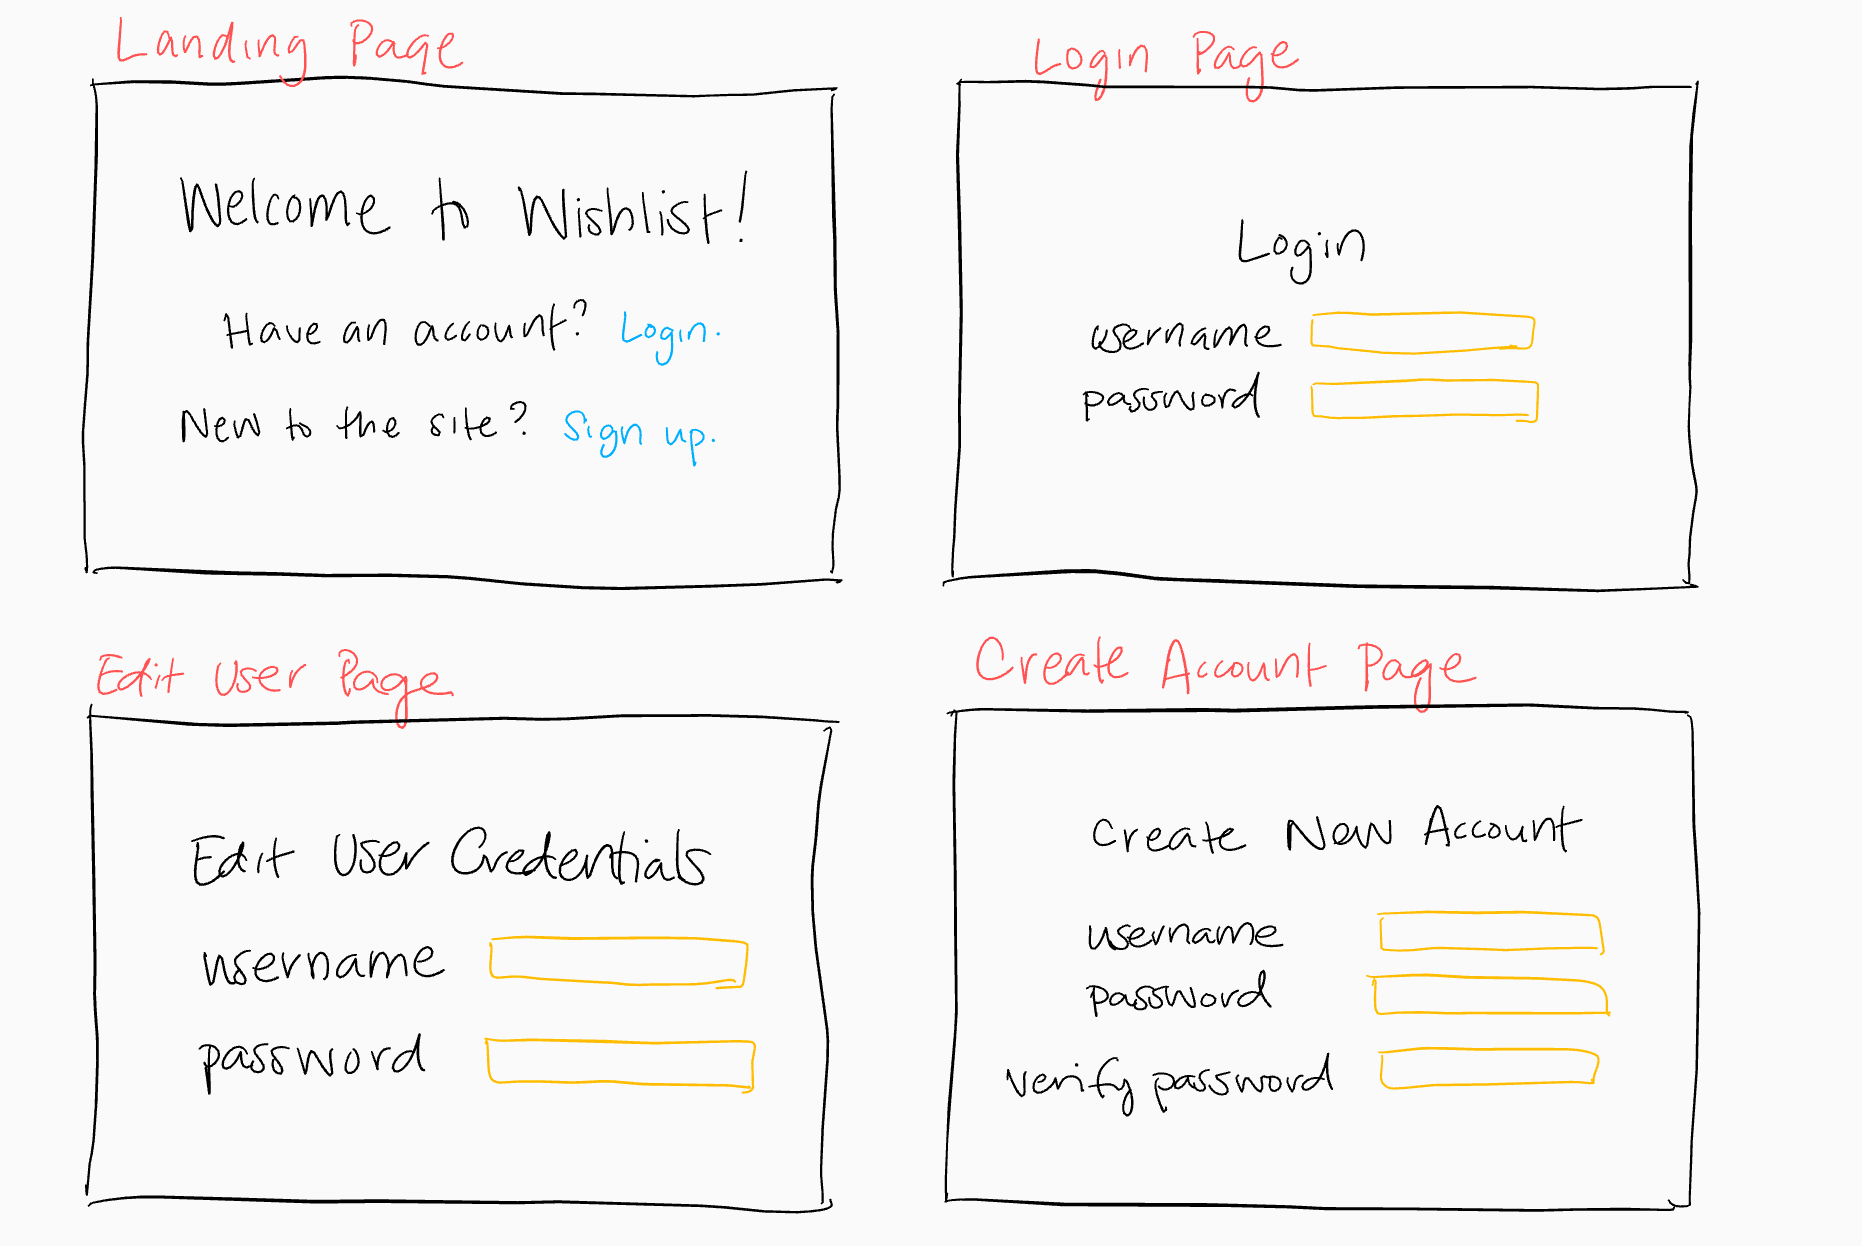 Landing Page
Welcome to Wishlist!
Have an account? Login.
New to the site? Sign up.
Login Page
Login
username
password
Edit User Page
Edit User Credentials
username
password
Create Account Page
Create New Account
username
password
verify password